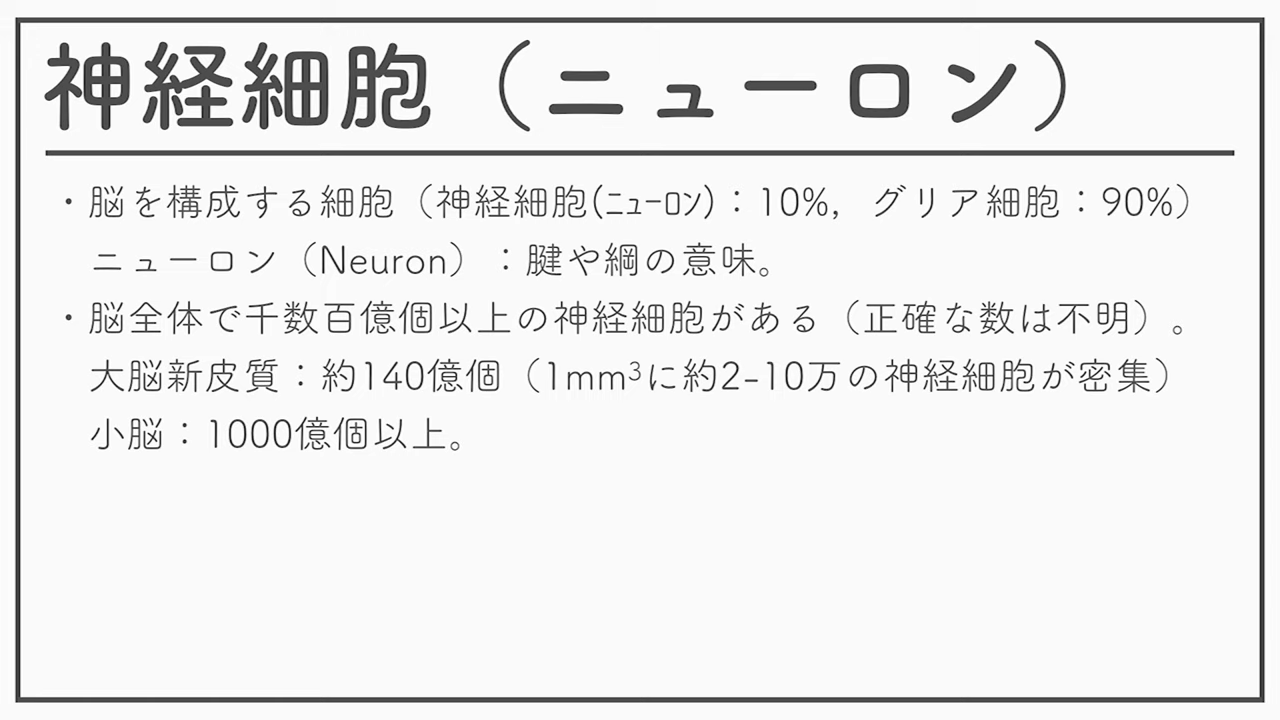 神経細胞（ニューロン）
・脳を構成する細胞（神経細胞(ﾆｭｰﾛﾝ)：10%，グリア細胞：90%）
ニューロン（Neuron）：腱や綱の意味。
・脳全体で千数百億個以上の神経細胞がある（正確な数は不明）。
大脳新皮質：約140億個（1mm³に約2-10万の神経細胞が密集）
小脳：1000億個以上。